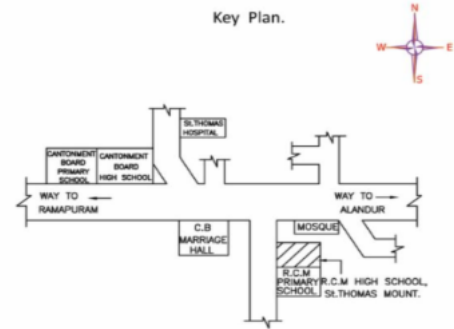 Key Plan.
N
W
E
S
St.THOMAS
HOSPITAL
CANTONMENT
BOARD
PRIMARY
SCHOOL
CANTONMENT
BOARD
HIGH SCHOOL
WAY TO
RAMAPURAM
WAY TO
ALANDUR
C.B
MARRIAGE
HALL
MOSQUE
R.C.M
PRIMARY
SCHOOL
R.C.M HIGH SCHOOL,
St.THOMAS MOUNT.